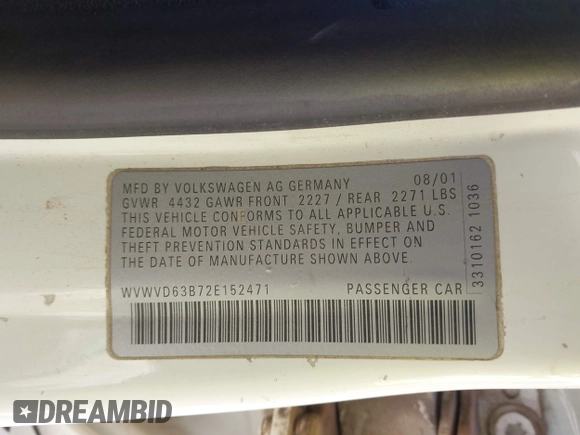 MFD BY VOLKSWAGEN AG GERMANY 08/01
GVWR 4432 GAWR FRONT 2227 / REAR 2271 LBS
THIS VEHICLE CONFORMS TO ALL APPLICABLE U.S.
FEDERAL MOTOR VEHICLE SAFETY, BUMPER AND
THEFT PREVENTION STANDARDS IN EFFECT ON
THE DATE OF MANUFACTURE SHOWN ABOVE.
WVWVD63B72E152471 PASSENGER CAR
3310162 1036
DREAMBID